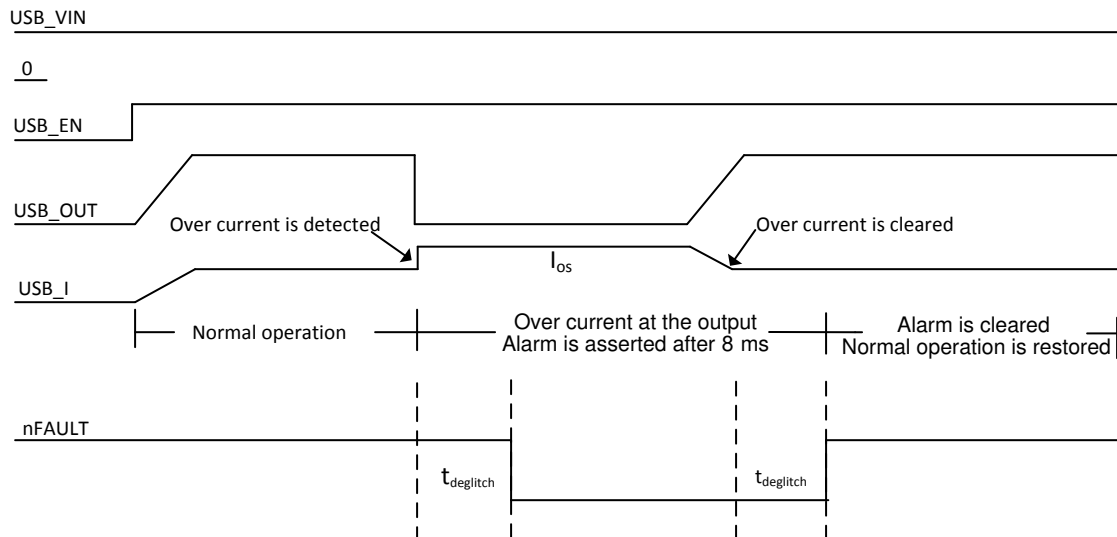 USB_VIN
0
USB_EN
USB_OUT
Over current is detected
Over current is cleared
Ios
USB_I
Normal operation
Over current at the output
Alarm is asserted after 8 ms
Alarm is cleared
Normal operation is restored
nFAULT
tdeglitch
tdeglitch